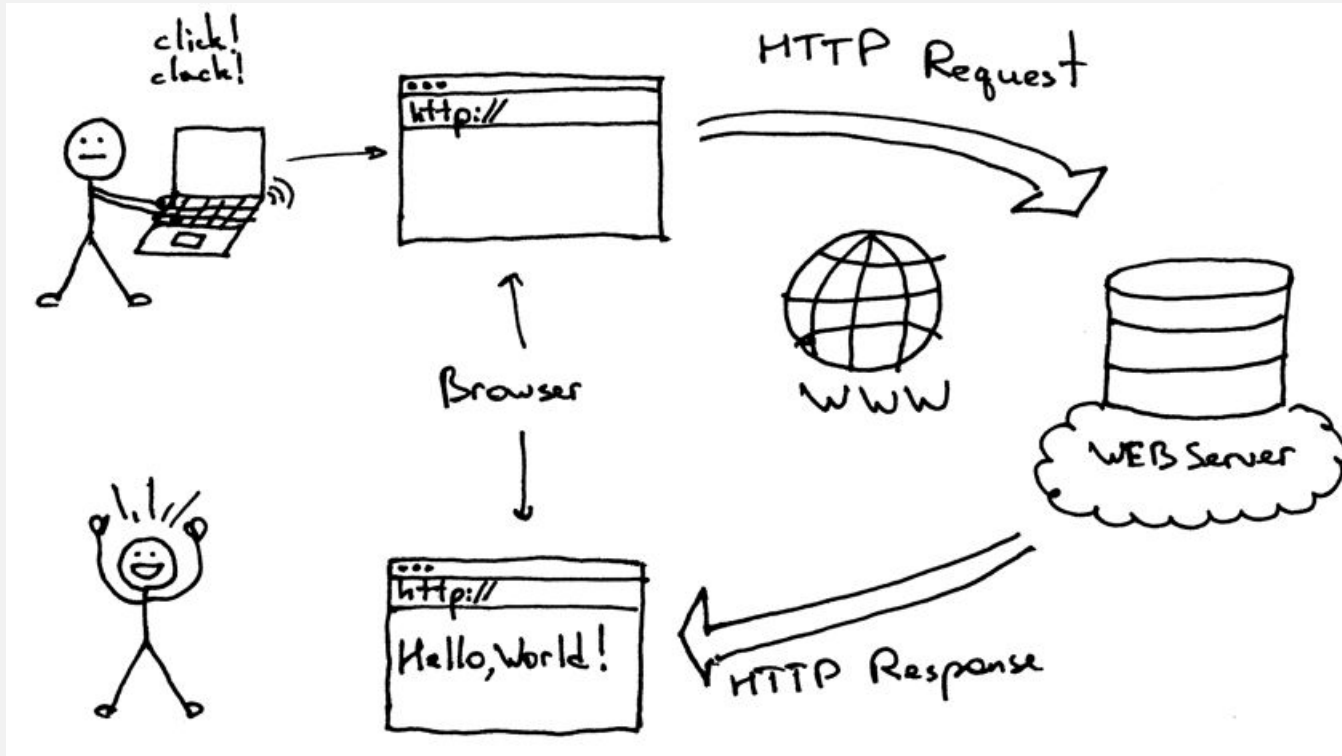 click!
clack!
http://
HTTP Request
WWW
Browser
WEB Server
http://
Hello, World!
HTTP Response